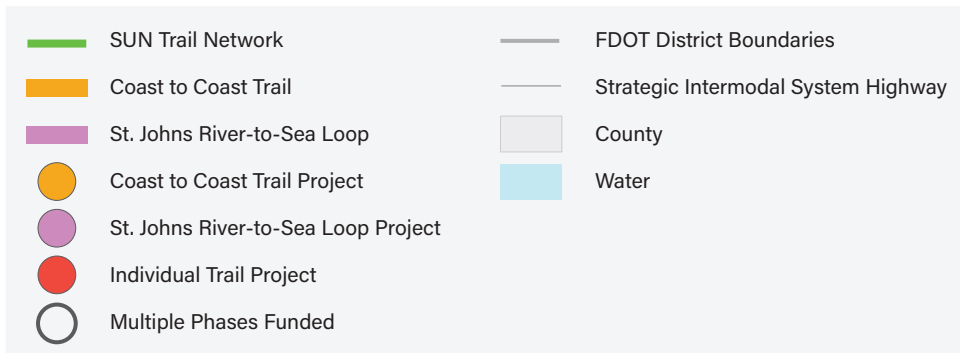 SUN Trail Network
Coast to Coast Trail
St. Johns River-to-Sea Loop
Coast to Coast Trail Project
St. Johns River-to-Sea Loop Project
Individual Trail Project
Multiple Phases Funded
FDOT District Boundaries
Strategic Intermodal System Highway
County
Water